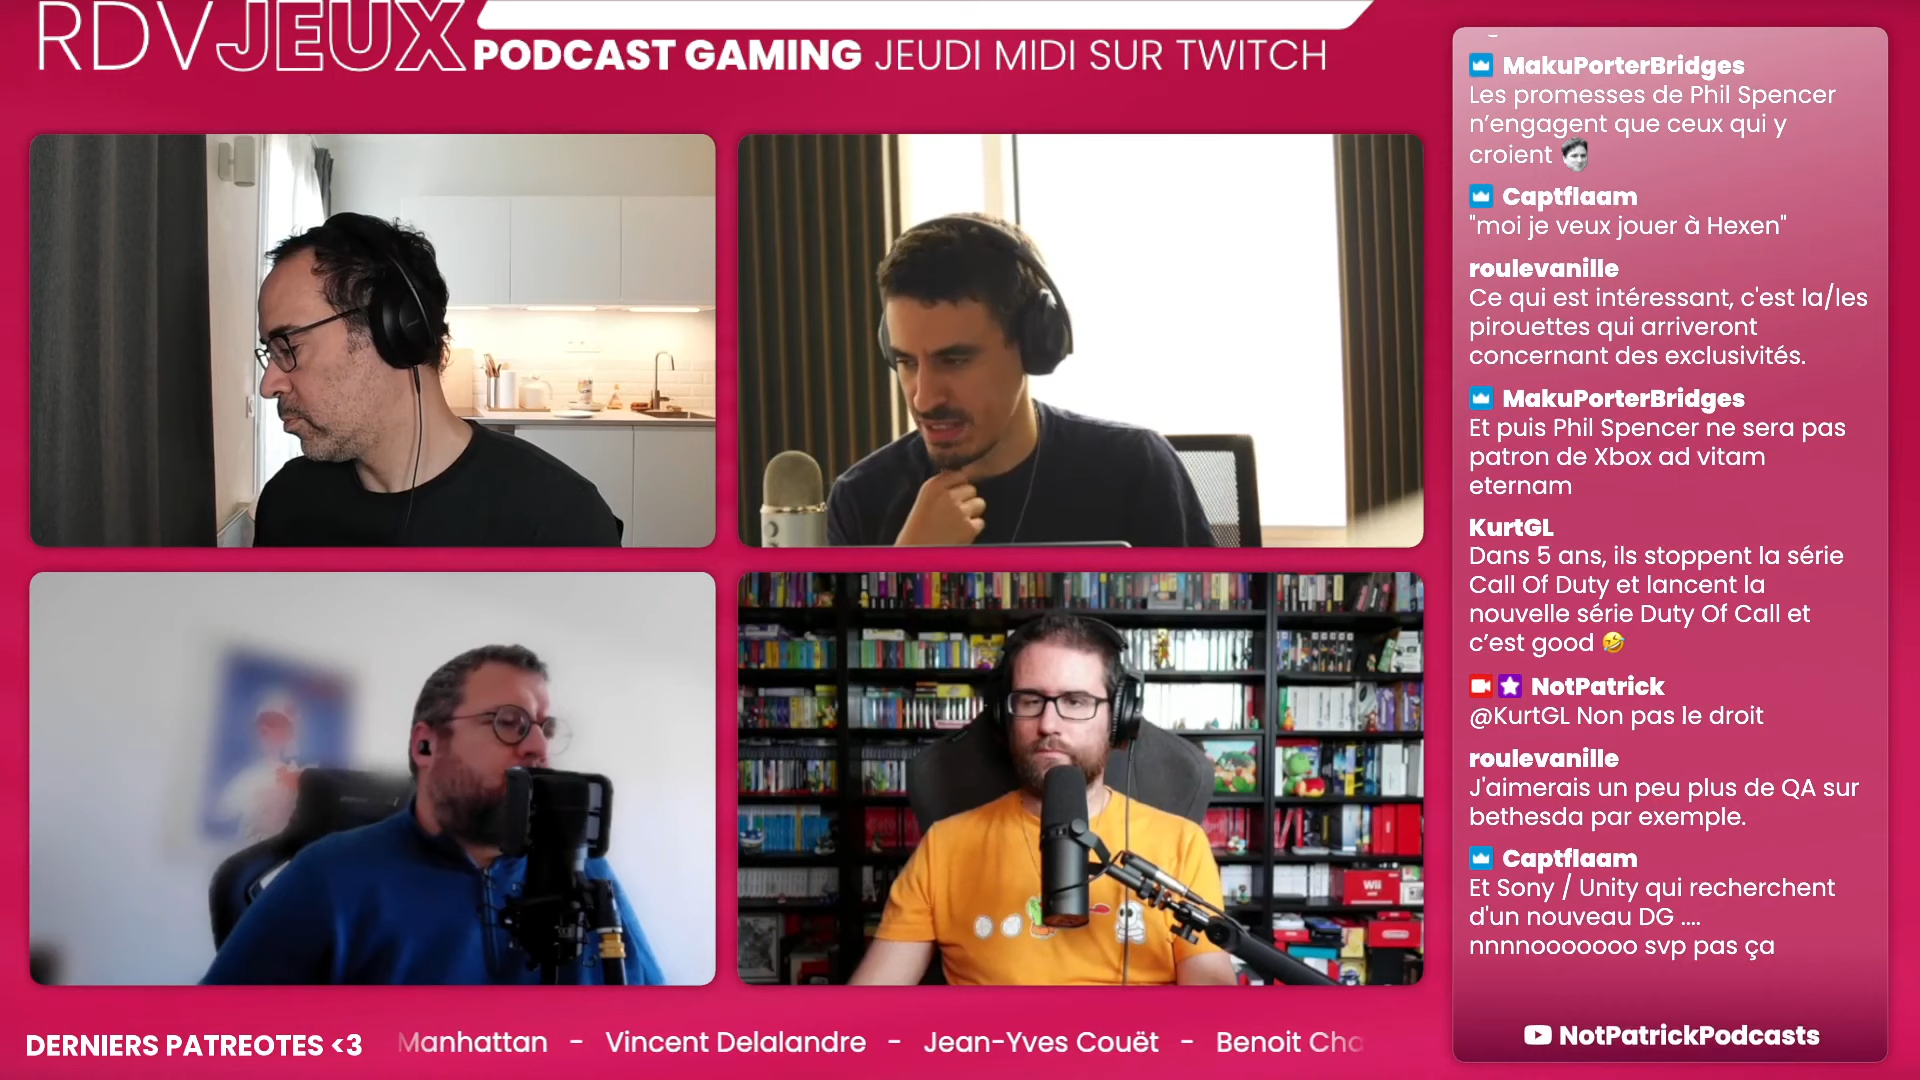 RDVJEUX
PODCAST GAMING JEUDI MIDI SUR TWITCH
MakuPorterBridges
Les promesses de Phil Spencer
n’engagent que ceux qui y
croient
Captflaam
"moi je veux jouer à Hexen"
roulevanille
Ce qui est intéressant, c'est la/les
pirouettes qui arriveront
concernant des exclusivités.
MakuPorterBridges
Et puis Phil Spencer ne sera pas
patron de Xbox ad vitam
eternam
KurtGL
Dans 5 ans, ils stoppent la série
Call Of Duty et lancent la
nouvelle série Duty Of Call et
c’est good 🤣
NotPatrick
@KurtGL Non pas le droit
roulevanille
J'aimerais un peu plus de QA sur
bethesda par exemple.
Captflaam
Et Sony / Unity qui recherchent
d'un nouveau DG ....
nnnnooooooo svp pas ça
NotPatrickPodcasts
Wii
DERNIERS PATREOTES <3
Manhattan - Vincent Delalandre - Jean-Yves Couët - Benoit Cha